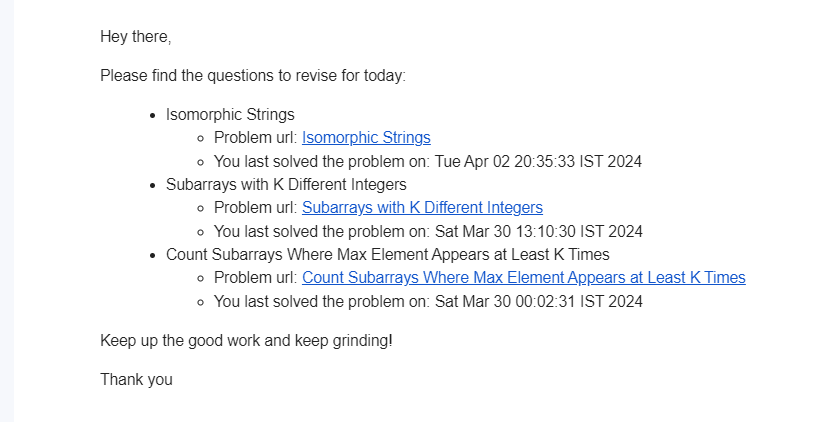 Hey there,
Please find the questions to revise for today:
• Isomorphic Strings
◦ Problem url: Isomorphic Strings
◦ You last solved the problem on: Tue Apr 02 20:35:33 IST 2024
• Subarrays with K Different Integers
◦ Problem url: Subarrays with K Different Integers
◦ You last solved the problem on: Sat Mar 30 13:10:30 IST 2024
• Count Subarrays Where Max Element Appears at Least K Times
◦ Problem url: Count Subarrays Where Max Element Appears at Least K Times
◦ You last solved the problem on: Sat Mar 30 00:02:31 IST 2024
Keep up the good work and keep grinding!
Thank you